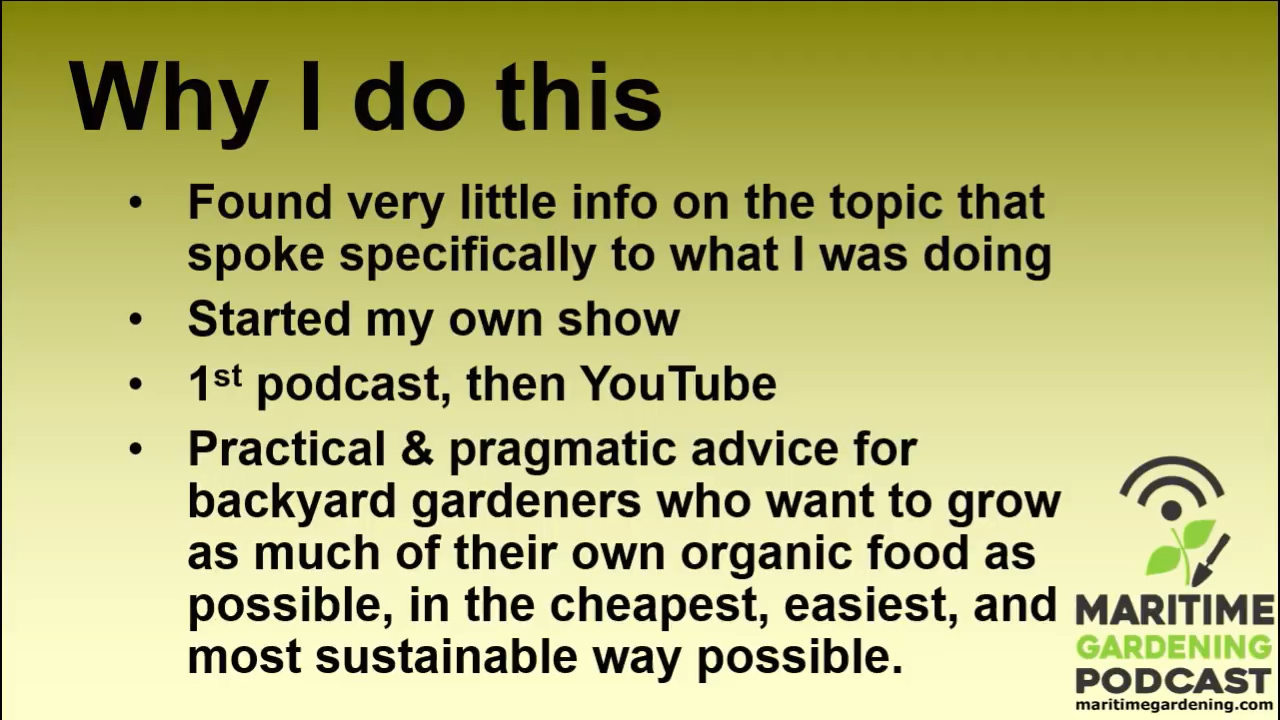 Why I do this
• Found very little info on the topic that
spoke specifically to what I was doing
• Started my own show
• 1st podcast, then YouTube
• Practical & pragmatic advice for
backyard gardeners who want to grow
as much of their own organic food as
possible, in the cheapest, easiest, and
most sustainable way possible.
MARITIME
GARDENING
PODCAST
maritimegardening.com